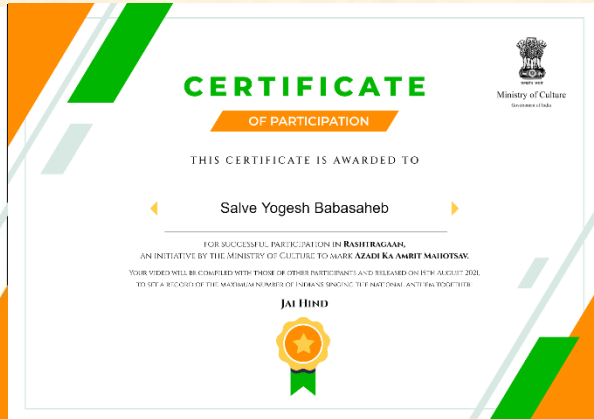 CERTIFICATE
OF PARTICIPATION
सत्यमेव जयते
Ministry of Culture
Government of India
THIS CERTIFICATE IS AWARDED TO
Salve Yogesh Babasaheb
FOR SUCCESSFUL PARTICIPATION IN RASHTRAGAAN,
AN INITIATIVE BY THE MINISTRY OF CULTURE TO MARK AZADI KA AMRIT MAHOTSAV.
YOUR VIDEO WILL BE COMPILED WITH THOSE OF OTHER PARTICIPANTS AND RELEASED ON 15TH AUGUST 2021,
TO SET A RECORD OF THE MAXIMUM NUMBER OF INDIANS SINGING THE NATIONAL ANTHEM TOGETHER.
JAI HIND